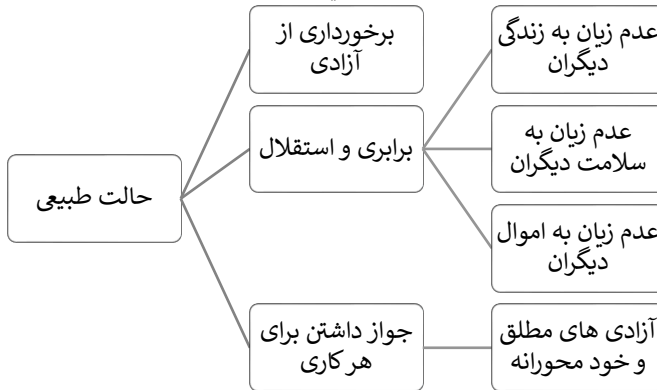 حالت طبیعی
برخورداری از
آزادی
برابری و استقلال
عدم زیان به زندگی
دیگران
عدم زیان به
سلامت دیگران
عدم زیان به اموال
دیگران
جواز داشتن برای
هر کاری
آزادی های مطلق
و خود محورانه